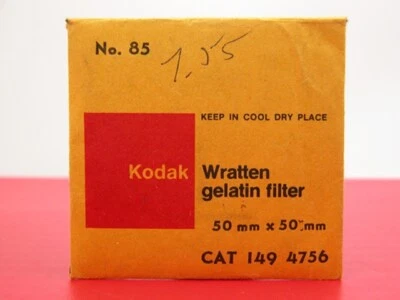 No. 85
1.55
KEEP IN COOL DRY PLACE
Kodak
Wratten
gelatin filter
50 mm x 50 mm
CAT 149 4756